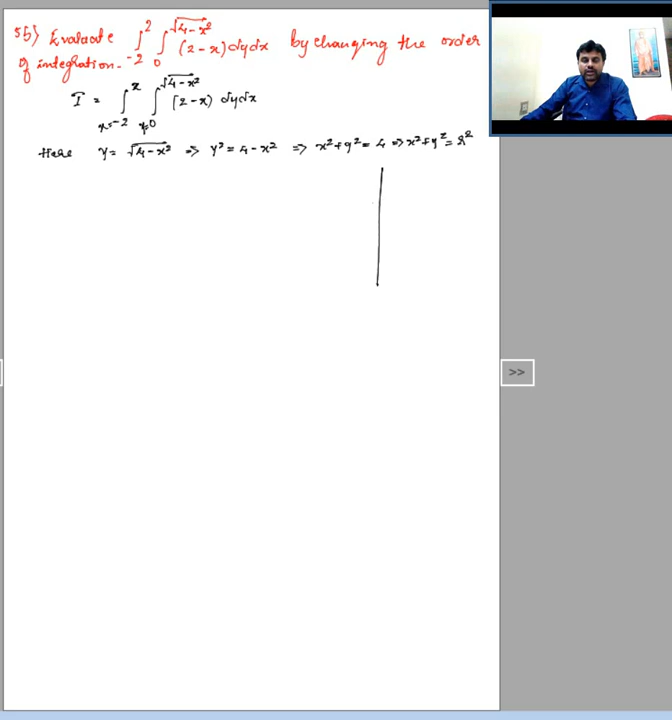 55) Evaluate ∫_{-2}^{2} ∫_{0}^{√4-x²} (2-x) dy dx by changing the order
of integration.
I = ∫_{x=-2}^{x} ∫_{y=0}^{√4-x²} (2-x) dy dx
Here y = √4-x² ⇒ y² = 4-x² ⇒ x²+y² = 4 ⇒ x²+y² = 2²
>>